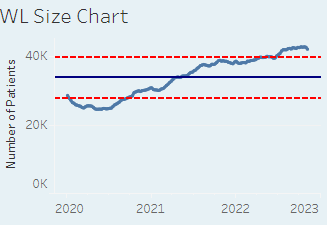 WL Size Chart
Number of Patients
40K
20K
0K
2020 2021 2022 2023